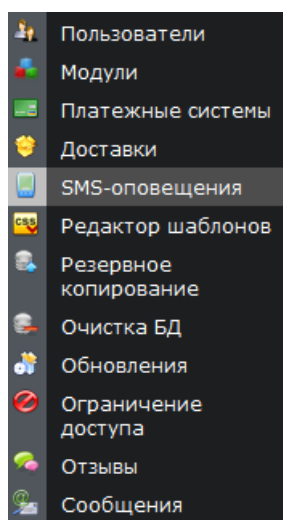 Пользователи
Модули
Платежные системы
Доставки
SMS-оповещения
CSS Редактор шаблонов
Резервное
копирование
Очистка БД
Обновления
Ограничение
доступа
Отзывы
@ Сообщения